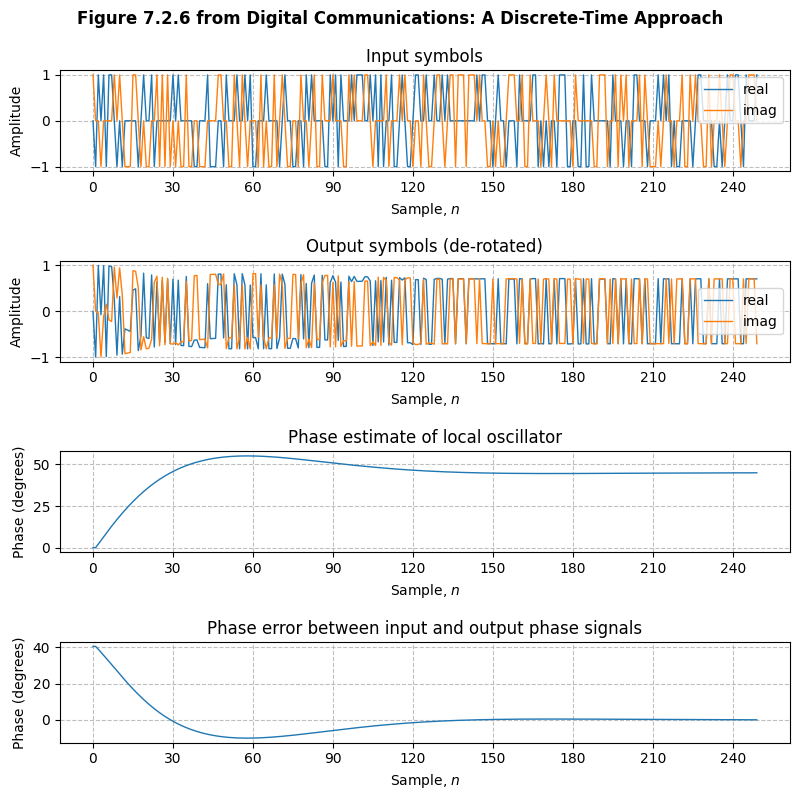 Figure 7.2.6 from Digital Communications: A Discrete-Time Approach
Input symbols
Amplitude
1
0
−1
real
imag
0 30 60 90 120 150 180 210 240
Sample, n
Output symbols (de-rotated)
Amplitude
1
0
−1
real
imag
0 30 60 90 120 150 180 210 240
Sample, n
Phase estimate of local oscillator
Phase (degrees)
50
25
0
0 30 60 90 120 150 180 210 240
Sample, n
Phase error between input and output phase signals
Phase (degrees)
40
20
0
0 30 60 90 120 150 180 210 240
Sample, n